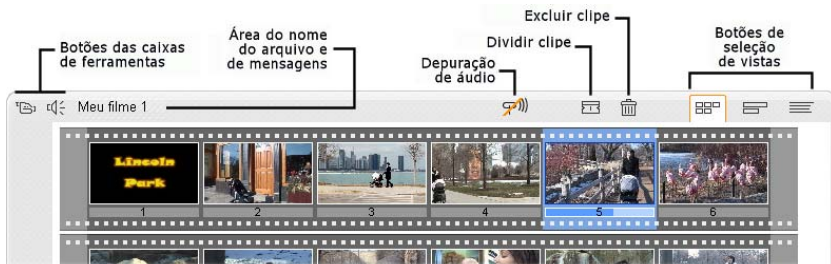 Botões das caixas
de ferramentas
Área do nome
do arquivo e
de mensagens
Depuração
de áudio
Dividir clipe
Excluir clipe
Botões de
seleção
de vistas
Meu filme 1
Lincoln
Park
1
2
3
4
5
6